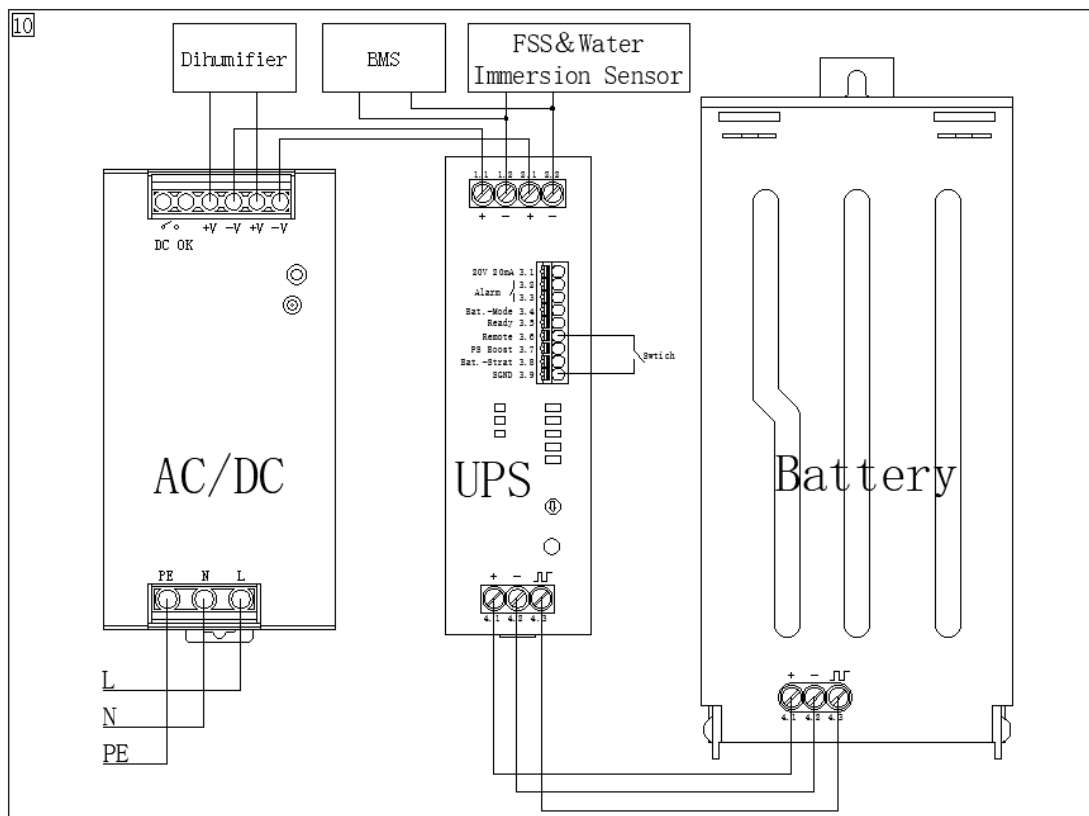 10
Dihumifier
BMS
FSS&Water
Immersion Sensor
+V -V +V -V
DC OK
AC/DC
PE N L
L
N
PE
1.1 1.2 2.1 2.2
+ - + -
20V 20mA 3.1
3.2
Alarm
3.3
Bat.-Mode 3.4
Ready 3.5
Remote 3.6
PS Boost 3.7
Bat.-Strat 3.8
SGND 3.9
Swtich
UPS
+ -
4.1 4.2 4.3
Battery
+ -
4.1 4.2 4.3